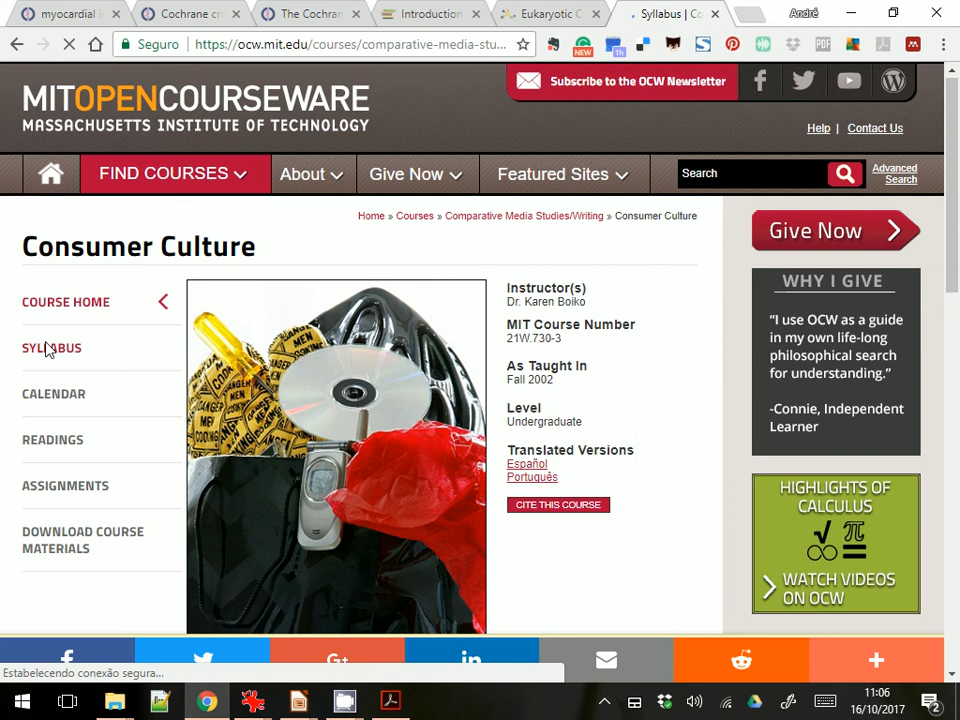 myocardial i
Cochrane cr
The Cochran
Introduction
Eukaryotic C
Syllabus | Co
André
Seguro
https://ocw.mit.edu/courses/comparative-media-stu...
NEW
1h
PDF
MITOPENCOURSEWARE
MASSACHUSETTS INSTITUTE OF TECHNOLOGY
Subscribe to the OCW Newsletter
Help | Contact Us
FIND COURSES
About
Give Now
Featured Sites
Search
Advanced
Search
Home » Courses » Comparative Media Studies/Writing » Consumer Culture
Consumer Culture
COURSE HOME
SYLLABUS
CALENDAR
READINGS
ASSIGNMENTS
DOWNLOAD COURSE
MATERIALS
Instructor(s)
Dr. Karen Boiko
MIT Course Number
21W.730-3
As Taught In
Fall 2002
Level
Undergraduate
Translated Versions
Español
Português
CITE THIS COURSE
Give Now
WHY I GIVE
"I use OCW as a guide
in my own life-long
philosophical search
for understanding."
-Connie, Independent
Learner
HIGHLIGHTS OF
CALCULUS
WATCH VIDEOS
ON OCW
Estabelecendo conexão segura...
11:06
16/10/2017
2